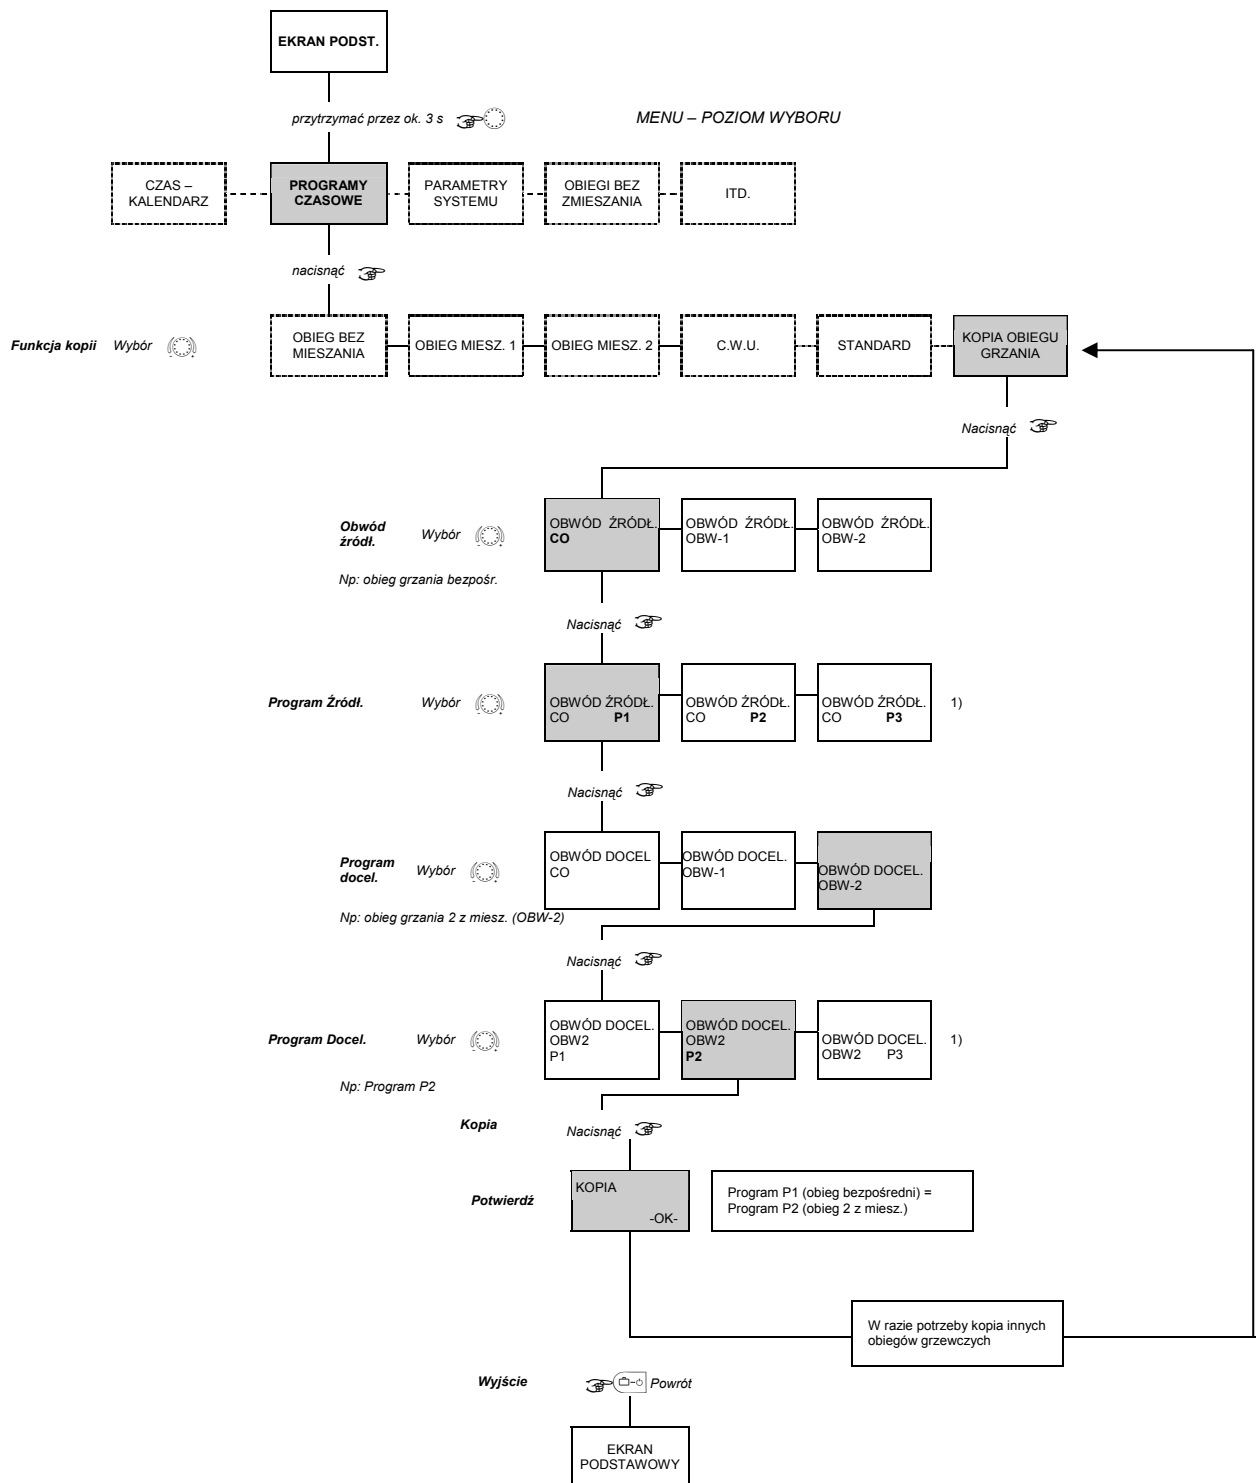 EKRAN PODST.
przytrzymać przez ok. 3 s
MENU – POZIOM WYBORU
CZAS –
KALENDARZ
PROGRAMY
CZASOWE
PARAMETRY
SYSTEMU
OBIEGI BEZ
ZMIESZANIA
ITD.
nacisnąć
Funkcja kopii Wybór
OBIEG BEZ
MIESZANIA
OBIEG MIESZ. 1
OBIEG MIESZ. 2
C.W.U.
STANDARD
KOPIA OBIEGU
GRZANIA
Nacisnąć
Obwód
źródł.
Wybór
OBWÓD ŹRÓDŁ.
CO
OBWÓD ŹRÓDŁ.
OBW-1
OBWÓD ŹRÓDŁ.
OBW-2
Np: obieg grzania bezpośr.
Nacisnąć
Program Źródł. Wybór
OBWÓD ŹRÓDŁ.
CO P1
OBWÓD ŹRÓDŁ.
CO P2
OBWÓD ŹRÓDŁ.
CO P3
1)
Nacisnąć
Program
docel.
Wybór
OBWÓD DOCEL
CO
OBWÓD DOCEL.
OBW-1
OBWÓD DOCEL.
OBW-2
Np: obieg grzania 2 z miesz. (OBW-2)
Nacisnąć
Program Docel. Wybór
OBWÓD DOCEL.
OBW2
P1
OBWÓD DOCEL.
OBW2
P2
OBWÓD DOCEL.
OBW2 P3
1)
Np: Program P2
Kopia
Nacisnąć
Potwierdź
KOPIA
-OK-
Program P1 (obieg bezpośredni) =
Program P2 (obieg 2 z miesz.)
W razie potrzeby kopia innych
obiegów grzewczych
Wyjście
Powrót
EKRAN
PODSTAWOWY